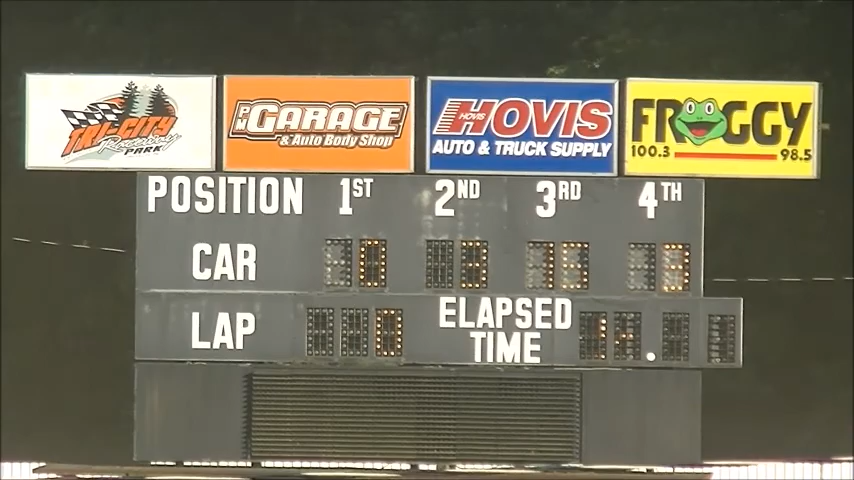 TRI-CITY
Raceway
PARK
PM GARAGE
& Auto Body Shop
HOVIS
HOVIS
AUTO & TRUCK SUPPLY
FROGGY
100.3 98.5
POSITION 1ST 2ND 3RD 4TH
CAR
LAP ELAPSED
TIME